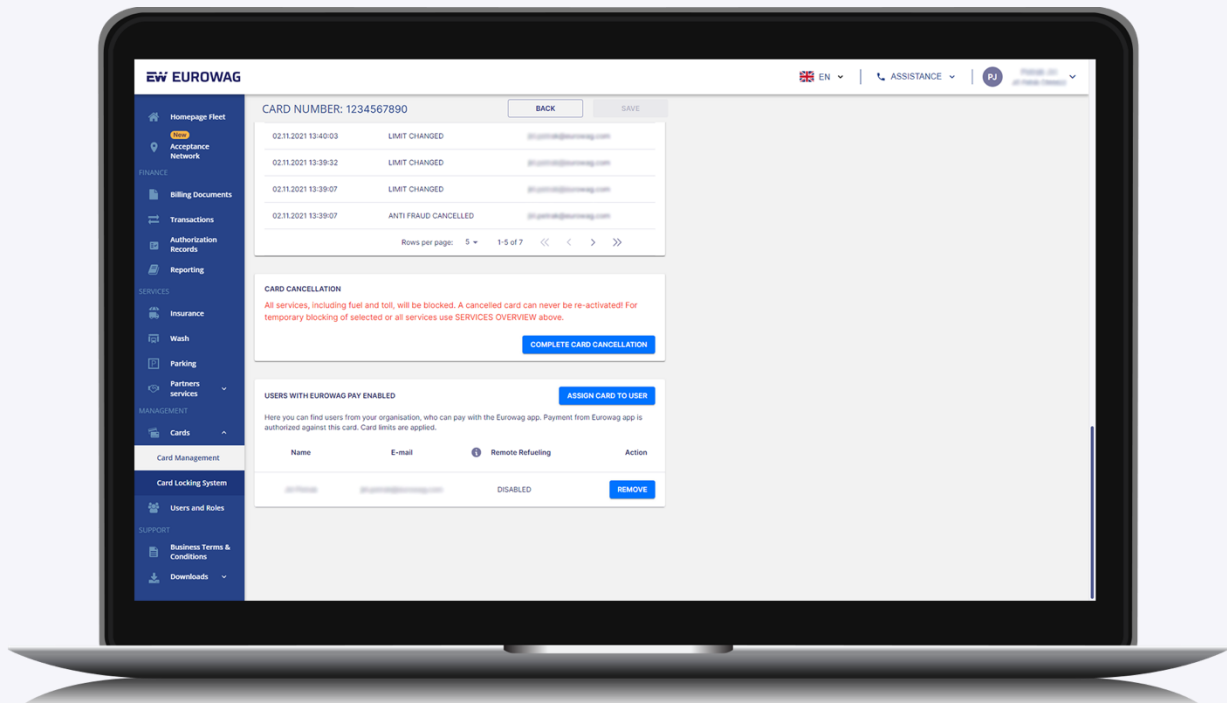 EW EUROWAG
EN
ASSISTANCE
PJ
Homepage Fleet
New
Acceptance
Network
FINANCE
Billing Documents
Transactions
Authorization
Records
Reporting
SERVICES
Insurance
Wash
Parking
Partners
services
MANAGEMENT
Cards
Card Management
Card Locking System
Users and Roles
SUPPORT
Business Terms &
Conditions
Downloads
CARD NUMBER: 1234567890
BACK
SAVE
02.11.2021 13:40:03 LIMIT CHANGED
02.11.2021 13:39:32 LIMIT CHANGED
02.11.2021 13:39:07 LIMIT CHANGED
02.11.2021 13:39:07 ANTI FRAUD CANCELLED
Rows per page: 5 1-5 of 7
CARD CANCELLATION
All services, including fuel and toll, will be blocked. A cancelled card can never be re-activated! For
temporary blocking of selected or all services use SERVICES OVERVIEW above.
COMPLETE CARD CANCELLATION
USERS WITH EUROWAG PAY ENABLED
ASSIGN CARD TO USER
Here you can find users from your organisation, who can pay with the Eurowag app. Payment from Eurowag app is
authorized against this card. Card limits are applied.
Name E-mail Remote Refueling Action
DISABLED REMOVE